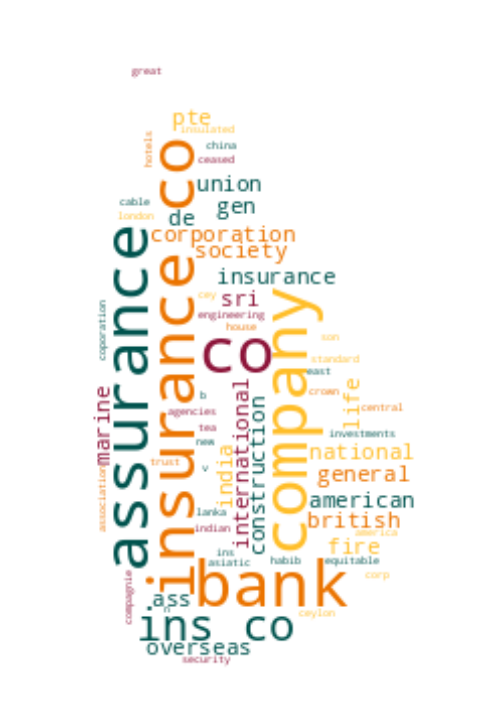 great
pte
insulated
hotels
china
ceased
insurance co
union
cable
gen
london
de
corporation
society
assurance
insurance
cey
sri
company
coporation
engineering
house
co
son
standard
east
international
life
marine
b
crown
construction
agencies
central
tea
new
investments
india
national
trust
v
general
association
american
lanka
british
indian
america
fire
ins
asiatic
habib
equitable
bank
corp
compagnie
ass
n
ins co
ceylon
overseas
security